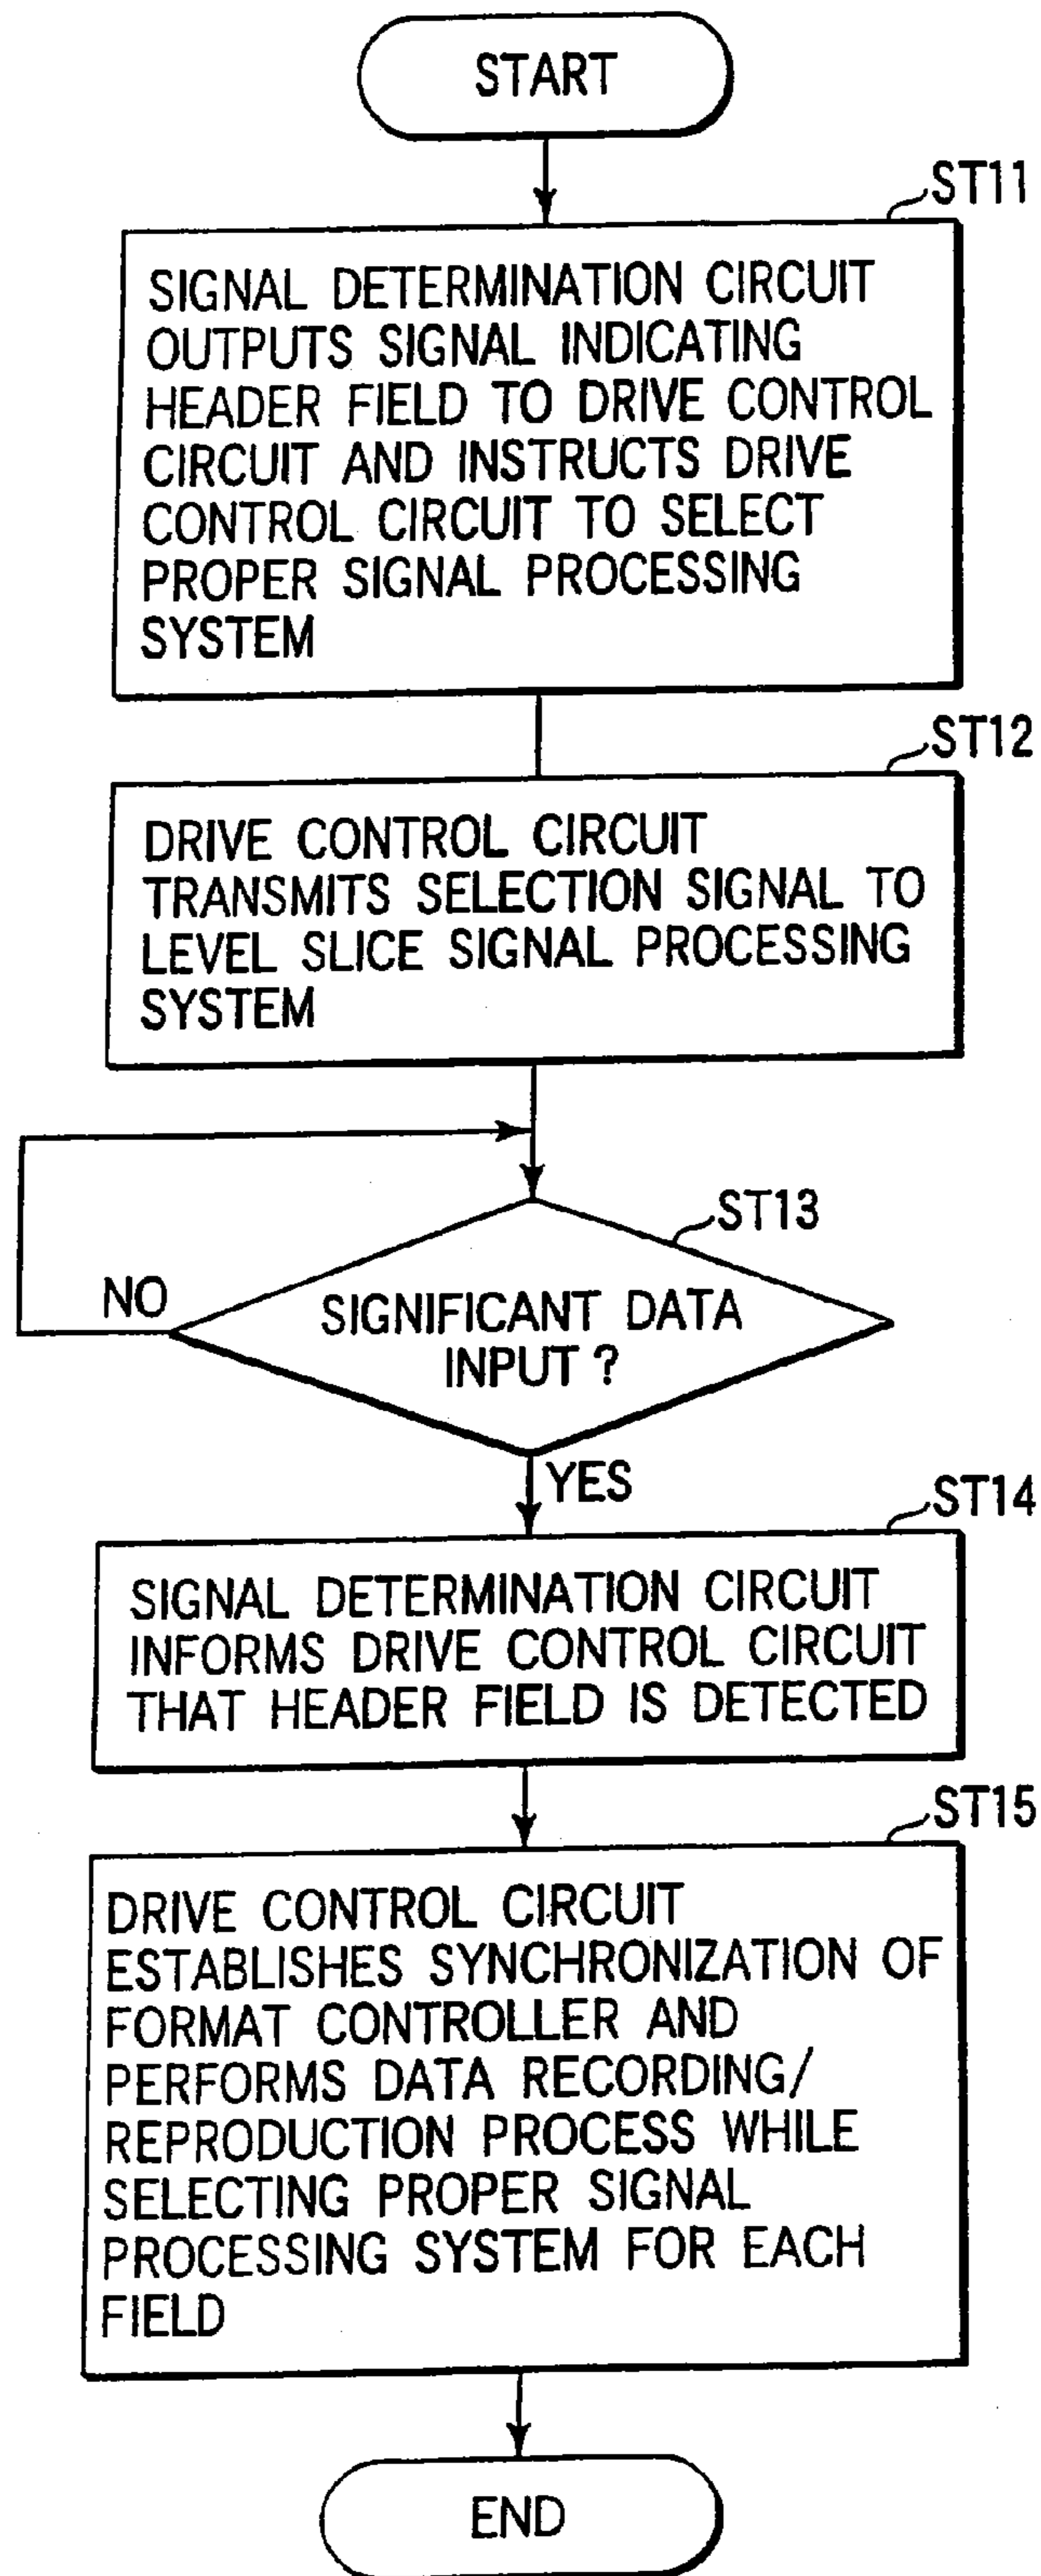 START
ST11
SIGNAL DETERMINATION CIRCUIT
OUTPUTS SIGNAL INDICATING
HEADER FIELD TO DRIVE CONTROL
CIRCUIT AND INSTRUCTS DRIVE
CONTROL CIRCUIT TO SELECT
PROPER SIGNAL PROCESSING
SYSTEM
ST12
DRIVE CONTROL CIRCUIT
TRANSMITS SELECTION SIGNAL TO
LEVEL SLICE SIGNAL PROCESSING
SYSTEM
ST13
NO
SIGNIFICANT DATA
INPUT ?
YES
ST14
SIGNAL DETERMINATION CIRCUIT
INFORMS DRIVE CONTROL CIRCUIT
THAT HEADER FIELD IS DETECTED
ST15
DRIVE CONTROL CIRCUIT
ESTABLISHES SYNCHRONIZATION OF
FORMAT CONTROLLER AND
PERFORMS DATA RECORDING/
REPRODUCTION PROCESS WHILE
SELECTING PROPER SIGNAL
PROCESSING SYSTEM FOR EACH
FIELD
END